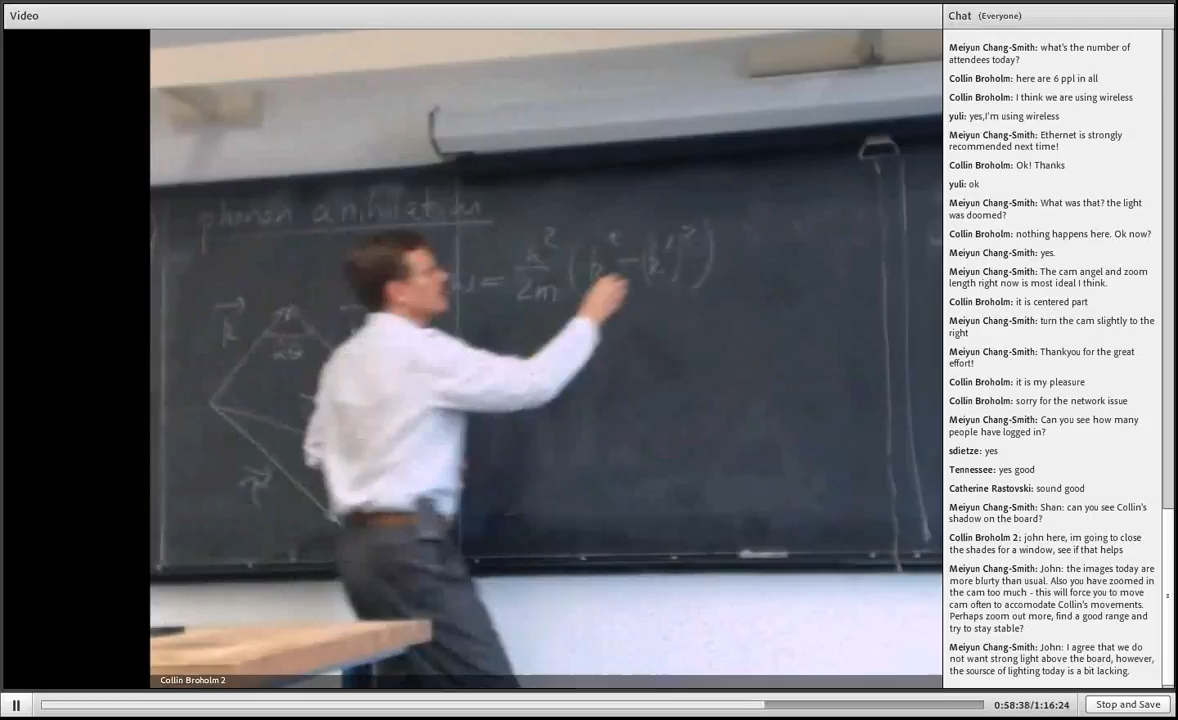 Video
phonon anihilation
ω = ħ²/2m (k² - (k')²)
k
2θ
Collin Broholm 2
Chat (Everyone)
Meiyun Chang-Smith: what's the number of
attendees today?
Collin Broholm: here are 6 ppl in all
Collin Broholm: I think we are using wireless
yuli: yes,I'm using wireless
Meiyun Chang-Smith: Ethernet is strongly
recommended next time!
Collin Broholm: Ok! Thanks
yuli: ok
Meiyun Chang-Smith: What was that? the light
was doomed?
Collin Broholm: nothing happens here. Ok now?
Meiyun Chang-Smith: yes.
Meiyun Chang-Smith: The cam angel and zoom
length right now is most ideal I think.
Collin Broholm: it is centered part
Meiyun Chang-Smith: turn the cam slightly to the
right
Meiyun Chang-Smith: Thankyou for the great
effort!
Collin Broholm: it is my pleasure
Collin Broholm: sorry for the network issue
Meiyun Chang-Smith: Can you see how many
people have logged in?
sdietze: yes
Tennessee: yes good
Catherine Rastovski: sound good
Meiyun Chang-Smith: Shan: can you see Collin's
shadow on the board?
Collin Broholm 2: john here, im going to close
the shades for a window, see if that helps
Meiyun Chang-Smith: John: the images today are
more blurty than usual. Also you have zoomed in
the cam too much - this will force you to move
cam often to accomodate Collin's movements.
Perhaps zoom out more, find a good range and
try to stay stable?
Meiyun Chang-Smith: John: I agree that we do
not want strong light above the board, however,
the soursce of lighting today is a bit lacking.
0:58:38/1:16:24
Stop and Save